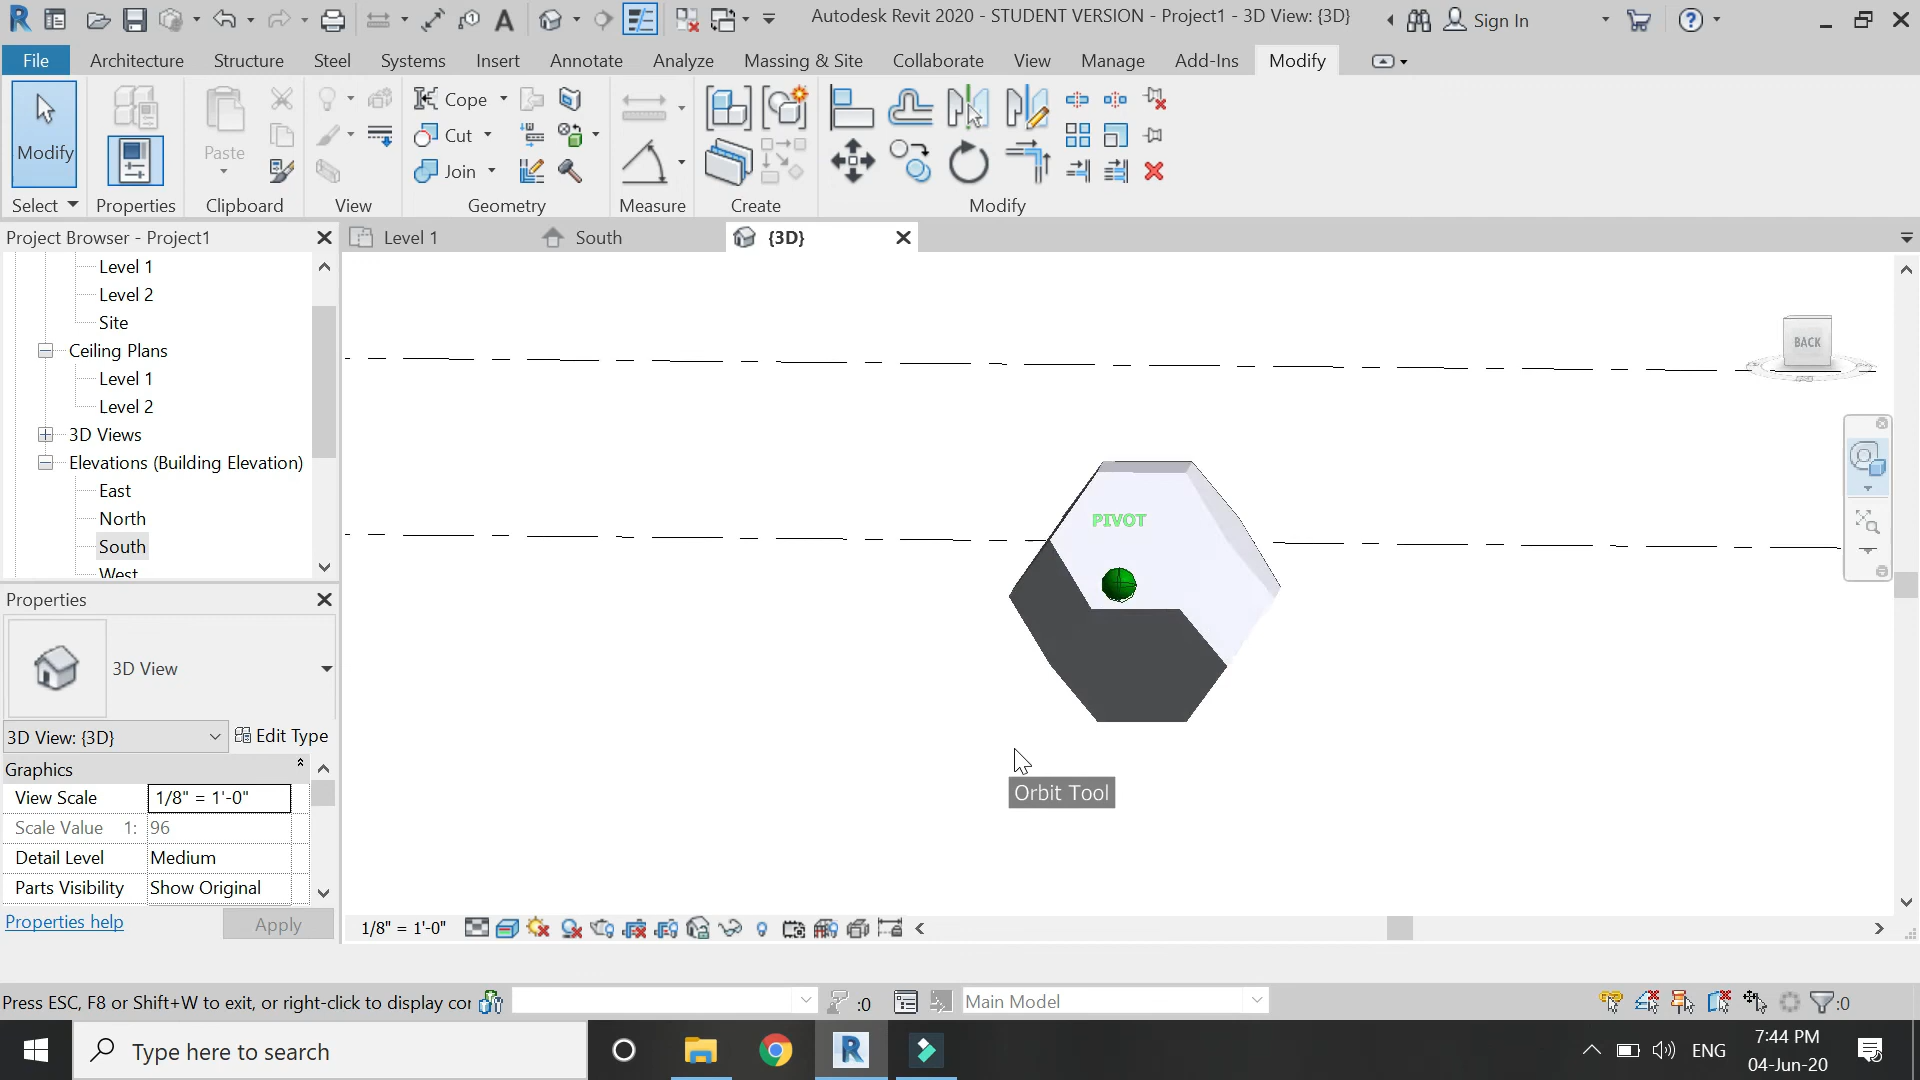 Autodesk Revit 2020 - STUDENT VERSION - Project1 - 3D View: {3D}
Sign In
File Architecture Structure Steel Systems Insert Annotate Analyze Massing & Site Collaborate View Manage Add-Ins Modify
Modify
Select
Properties
Paste
Clipboard
View
Cope
Cut
Join
Geometry
Measure
Create
Modify
Project Browser - Project1
Level 1
South
{3D}
Level 1
Level 2
Site
Ceiling Plans
Level 1
Level 2
3D Views
Elevations (Building Elevation)
East
North
South
West
Properties
3D View
3D View: {3D}
Edit Type
Graphics
View Scale 1/8" = 1'-0"
Scale Value 1: 96
Detail Level Medium
Parts Visibility Show Original
Properties help
Apply
BACK
PIVOT
Orbit Tool
1/8" = 1'-0"
Press ESC, F8 or Shift+W to exit, or right-click to display cor
:0
Main Model
:0
Type here to search
ENG
7:44 PM
04-Jun-20